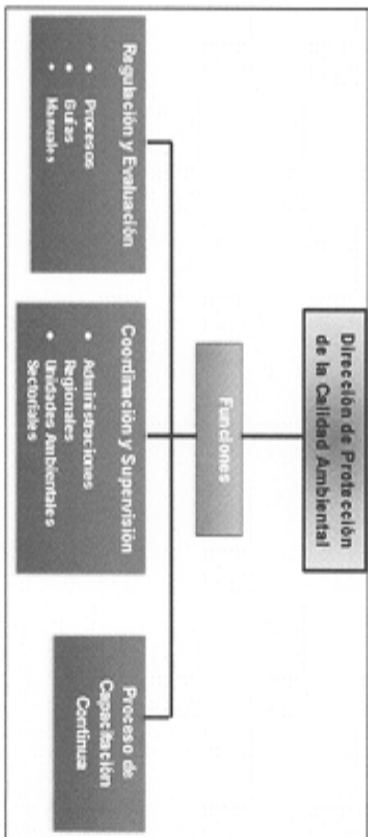 Dirección de Protección
de la Calidad Ambiental
Funciones
Regulación y Evaluación
• Procesos
• Guías
• Manuales
Coordinación y Supervisión
• Administraciones
Regionales
• Unidades Ambientales
Sectoriales
Proceso de
Capacitación
Continua